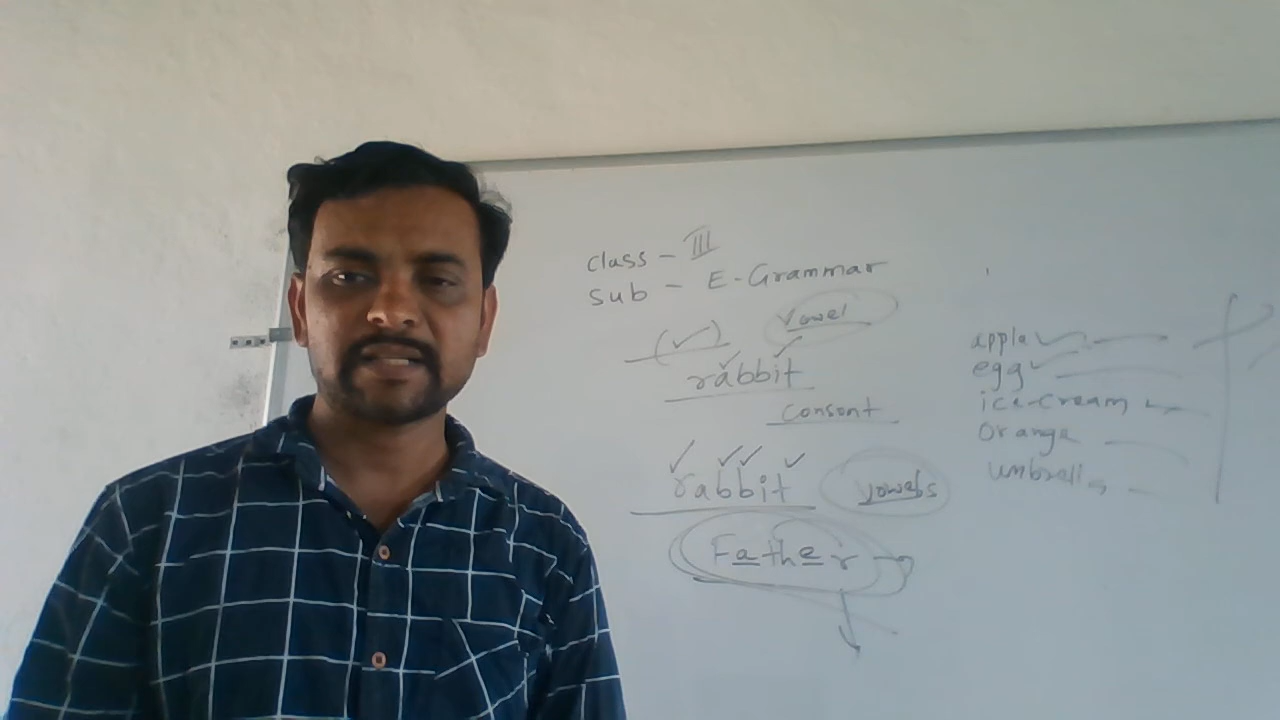 class - III
sub - E-Grammar
(✓) vowel
rabbit
consont
rabbit vowels
Father
apple
egg
ice-cream
orange
umbrella